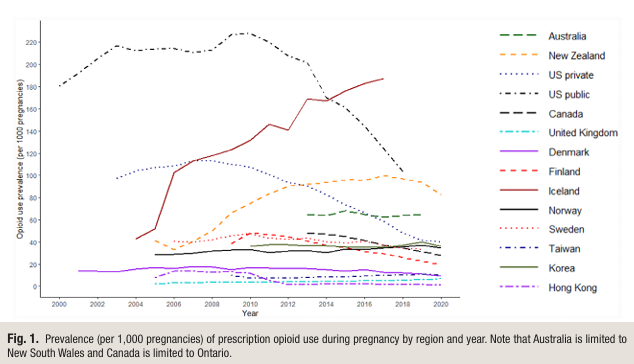 220
200
180
160
140
120
100
80
60
40
20
0
Opioid use prevalence (per 1000 pregnancies)
2000 2002 2004 2006 2008 2010 2012 2014 2016 2018 2020
Year
Australia
New Zealand
US private
US public
Canada
United Kingdom
Denmark
Finland
Iceland
Norway
Sweden
Taiwan
Korea
Hong Kong
Fig. 1. Prevalence (per 1,000 pregnancies) of prescription opioid use during pregnancy by region and year. Note that Australia is limited to
New South Wales and Canada is limited to Ontario.